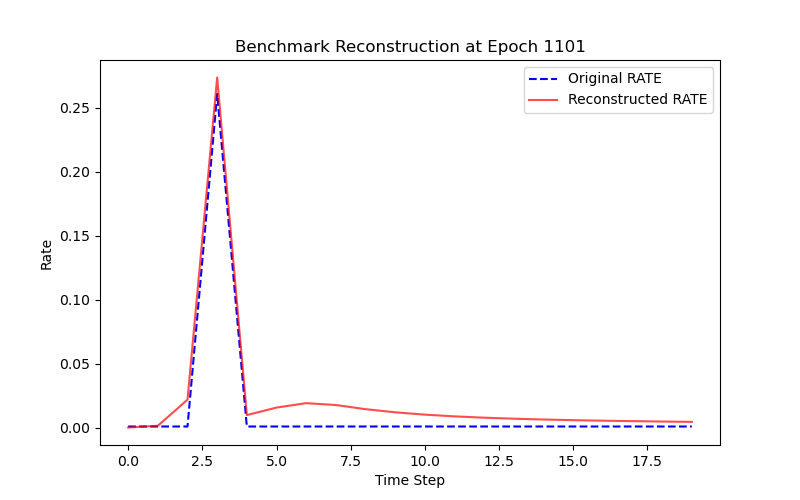 Benchmark Reconstruction at Epoch 1101
Original RATE
Reconstructed RATE
Rate
0.25
0.20
0.15
0.10
0.05
0.00
0.0 2.5 5.0 7.5 10.0 12.5 15.0 17.5
Time Step